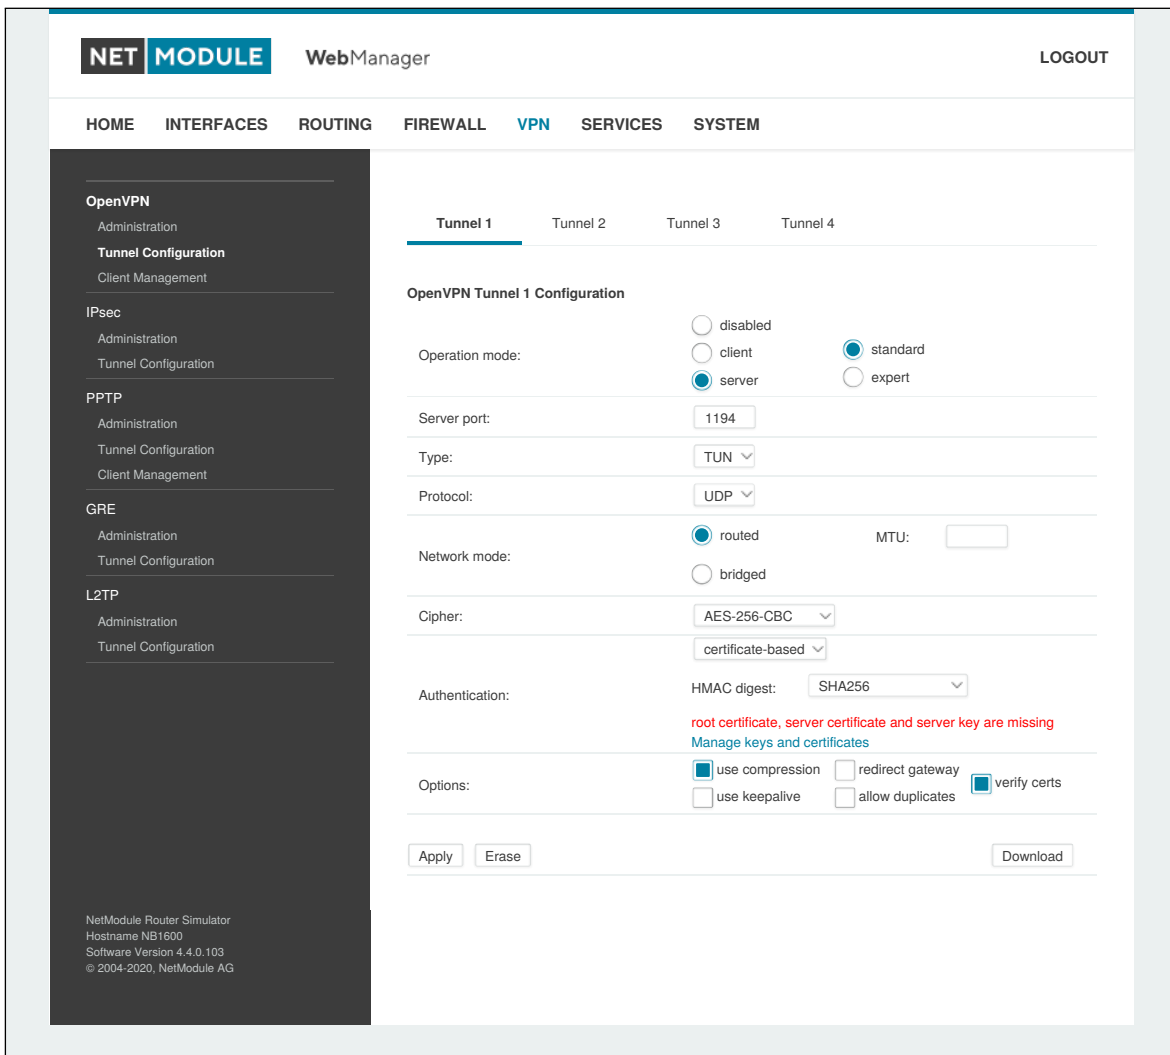 NET MODULE WebManager LOGOUT
HOME INTERFACES ROUTING FIREWALL VPN SERVICES SYSTEM
OpenVPN
Administration
Tunnel Configuration
Client Management
IPsec
Administration
Tunnel Configuration
PPTP
Administration
Tunnel Configuration
Client Management
GRE
Administration
Tunnel Configuration
L2TP
Administration
Tunnel Configuration
NetModule Router Simulator
Hostname NB1600
Software Version 4.4.0.103
© 2004-2020, NetModule AG
Tunnel 1 Tunnel 2 Tunnel 3 Tunnel 4
OpenVPN Tunnel 1 Configuration
Operation mode:
disabled
client
server
standard
expert
Server port: 1194
Type: TUN
Protocol: UDP
Network mode:
routed MTU:
bridged
Cipher: AES-256-CBC
Authentication:
certificate-based
HMAC digest: SHA256
root certificate, server certificate and server key are missing
Manage keys and certificates
Options:
use compression redirect gateway verify certs
use keepalive allow duplicates
Apply Erase Download